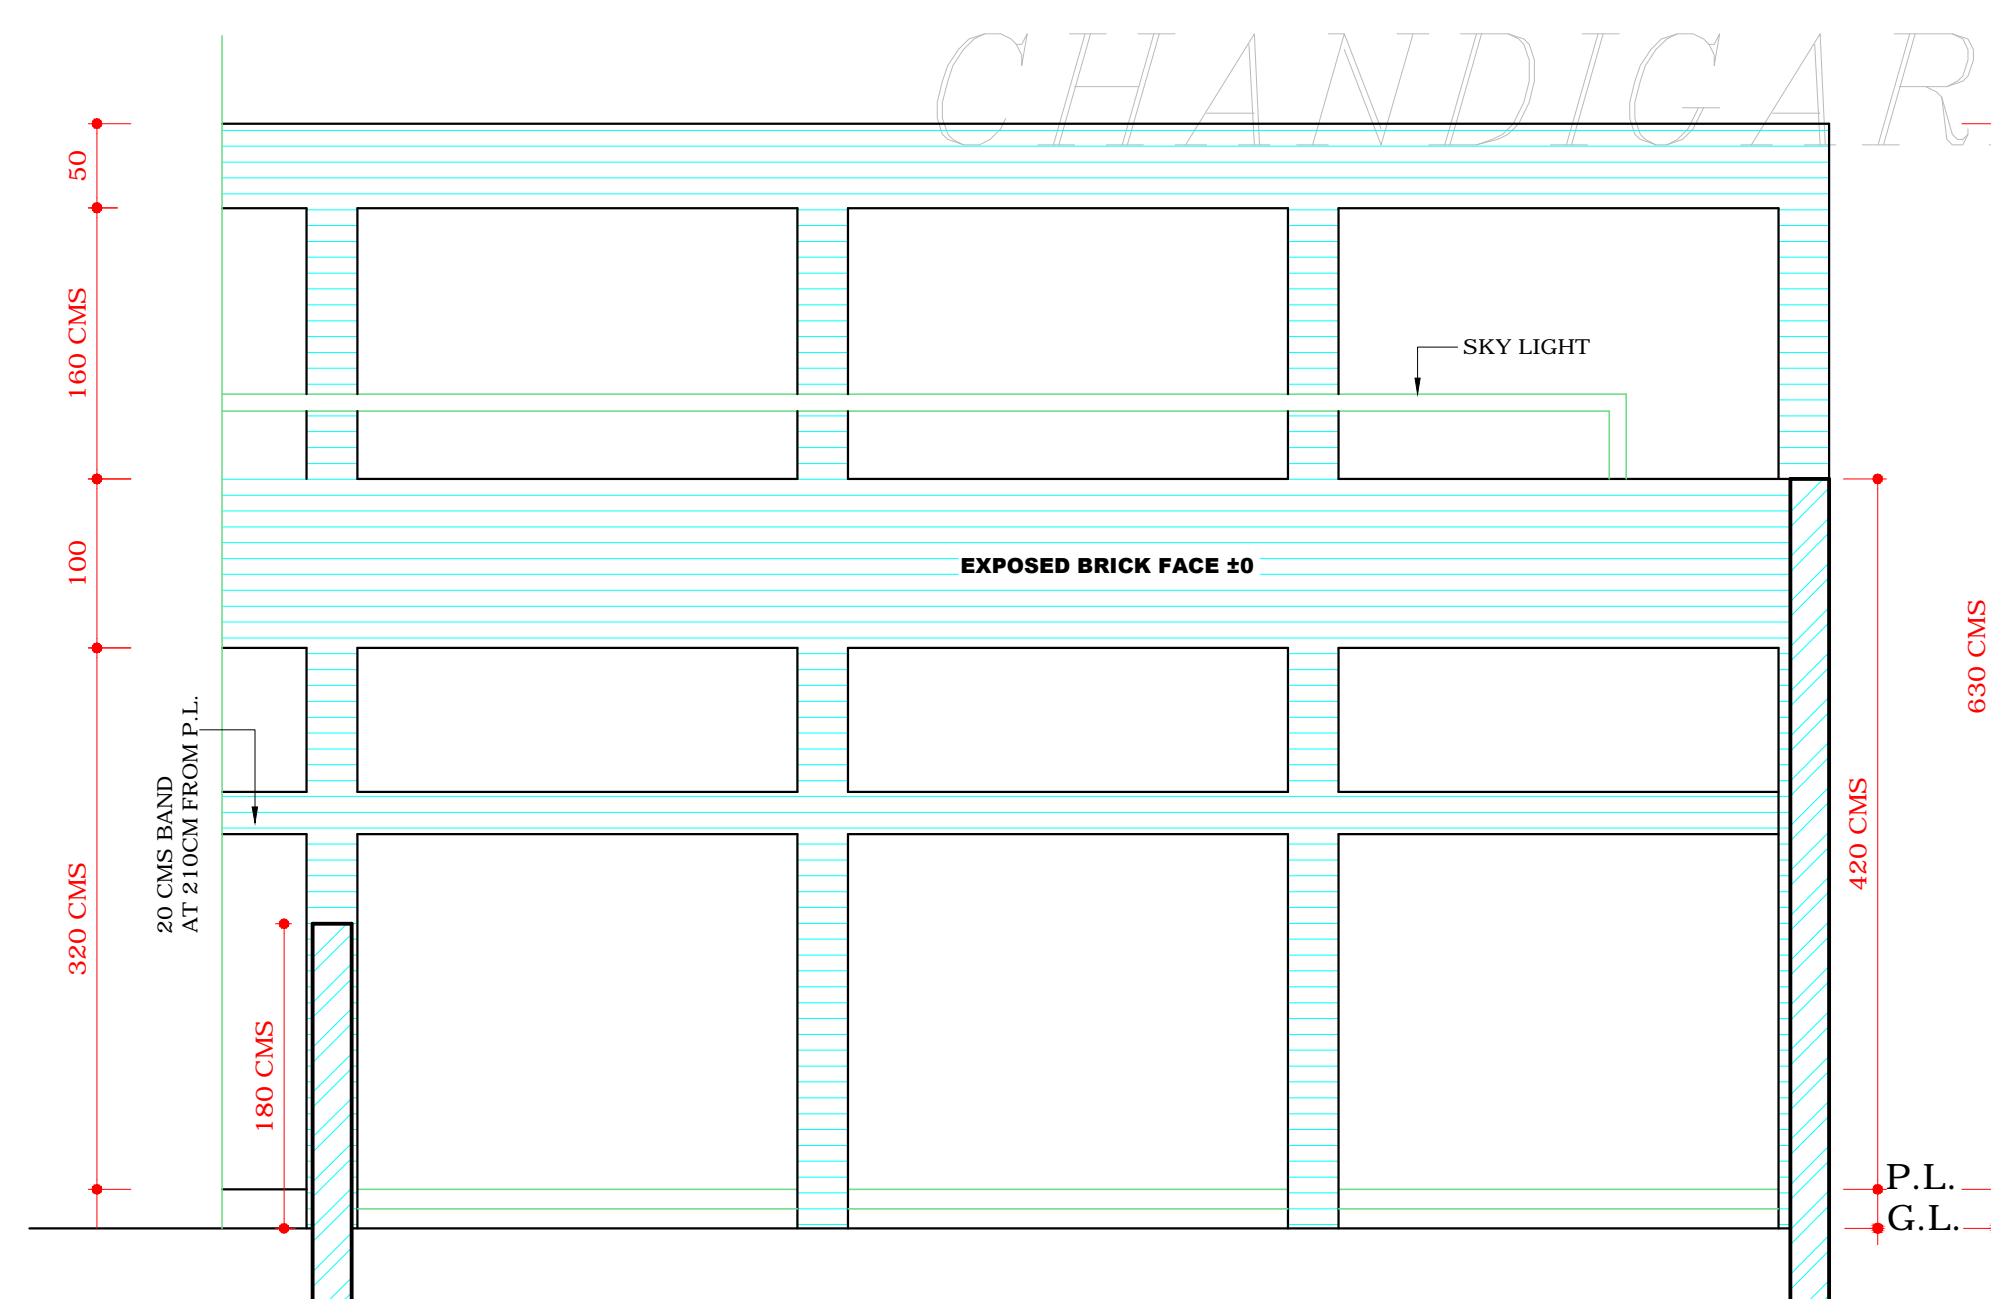 CHANDIGAR
50
160 CMS
SKY LIGHT
100
EXPOSED BRICK FACE ±0
630 CMS
20 CMS BAND
AT 210CM FROM P.L.
420 CMS
320 CMS
180 CMS
P.L.
G.L.